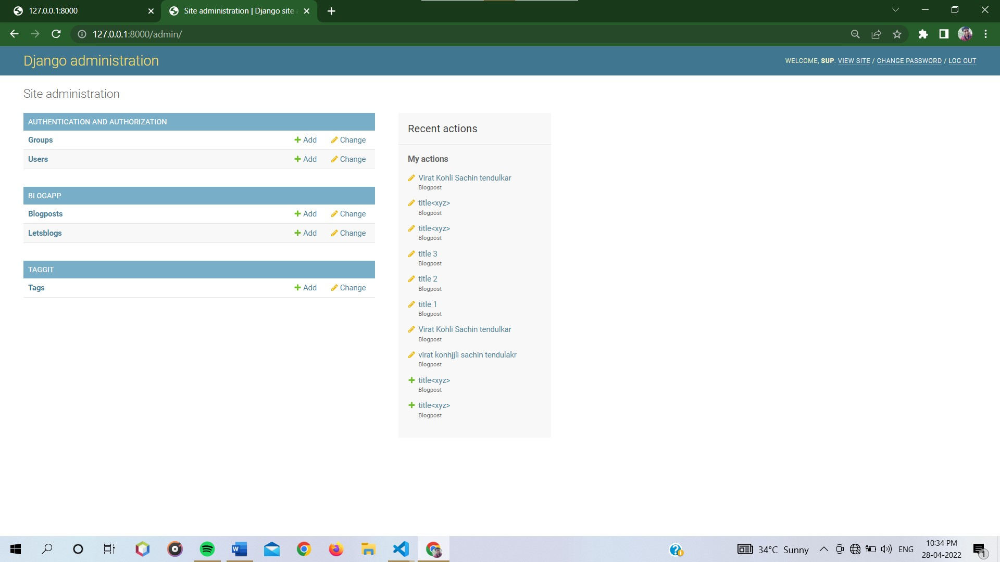 127.0.0.1:8000
Site administration | Django site a
127.0.0.1:8000/admin/
Django administration
WELCOME, SUP. VIEW SITE / CHANGE PASSWORD / LOG OUT
Site administration
AUTHENTICATION AND AUTHORIZATION
Groups Add Change
Users Add Change
BLOGAPP
Blogposts Add Change
Letsblogs Add Change
TAGGIT
Tags Add Change
Recent actions
My actions
Virat Kohli Sachin tendulkar
Blogpost
title<xyz>
Blogpost
title<xyz>
Blogpost
title 3
Blogpost
title 2
Blogpost
title 1
Blogpost
Virat Kohli Sachin tendulkar
Blogpost
virat konhjjli sachin tendulakr
Blogpost
title<xyz>
Blogpost
title<xyz>
Blogpost
34°C Sunny
ENG
10:34 PM
28-04-2022
1